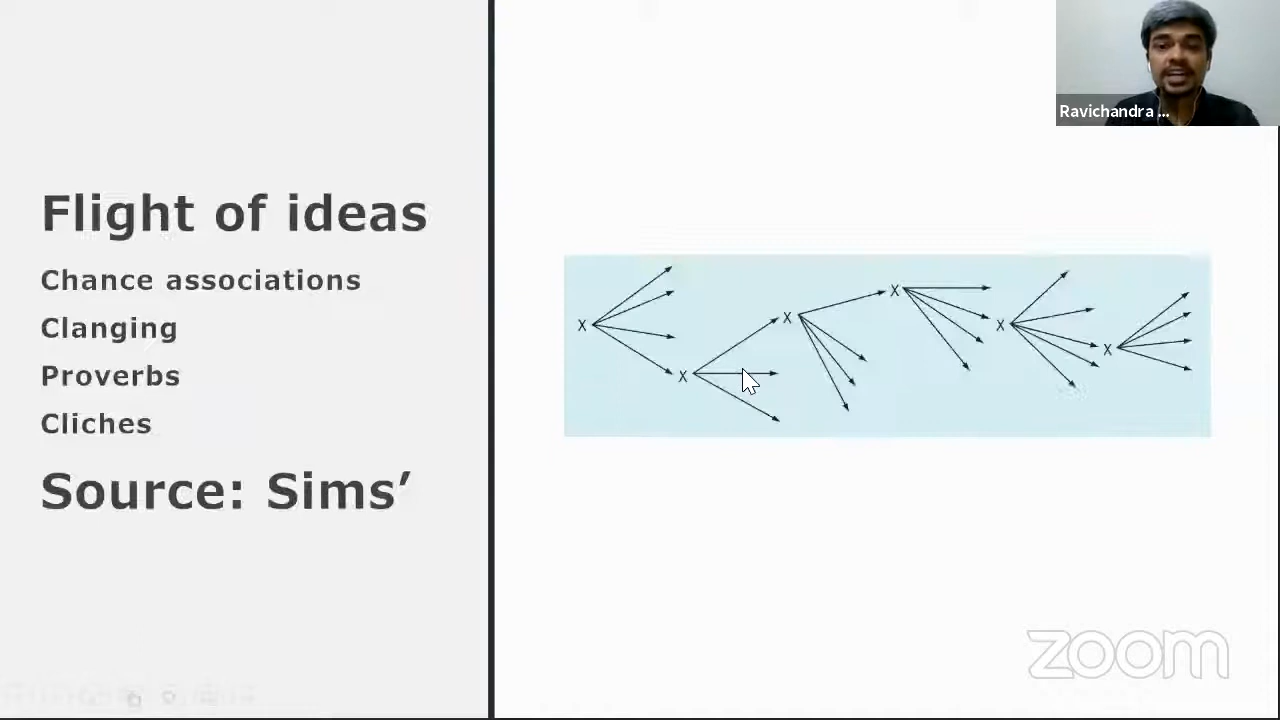 Flight of ideas
Chance associations
Clanging
Proverbs
Cliches
Source: Sims’
X
X
X
X
X
X
Ravichandra ...
zoom